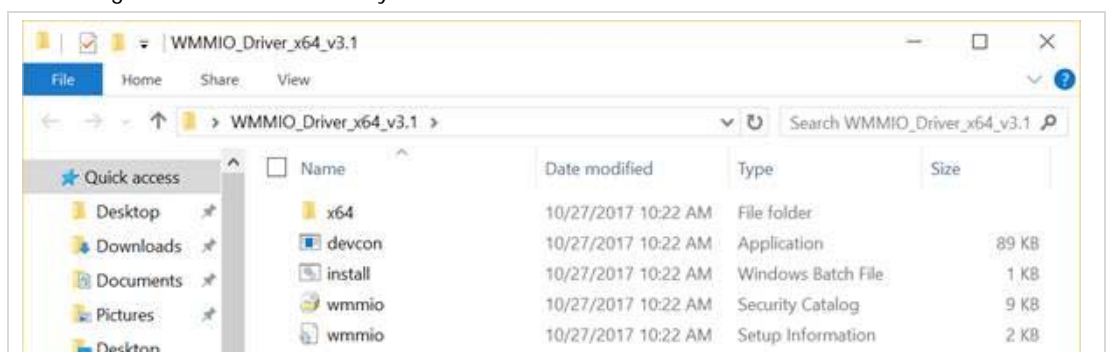 WMMIO_Driver_x64_v3.1
File Home Share View
WMMIO_Driver_x64_v3.1 Search WMMIO_Driver_x64_v3.1
Name Date modified Type Size
Quick access
Desktop x64 10/27/2017 10:22 AM File folder
Downloads devcon 10/27/2017 10:22 AM Application 89 KB
Documents install 10/27/2017 10:22 AM Windows Batch File 1 KB
Pictures wmmio 10/27/2017 10:22 AM Security Catalog 9 KB
Desktop wmmio 10/27/2017 10:22 AM Setup Information 2 KB